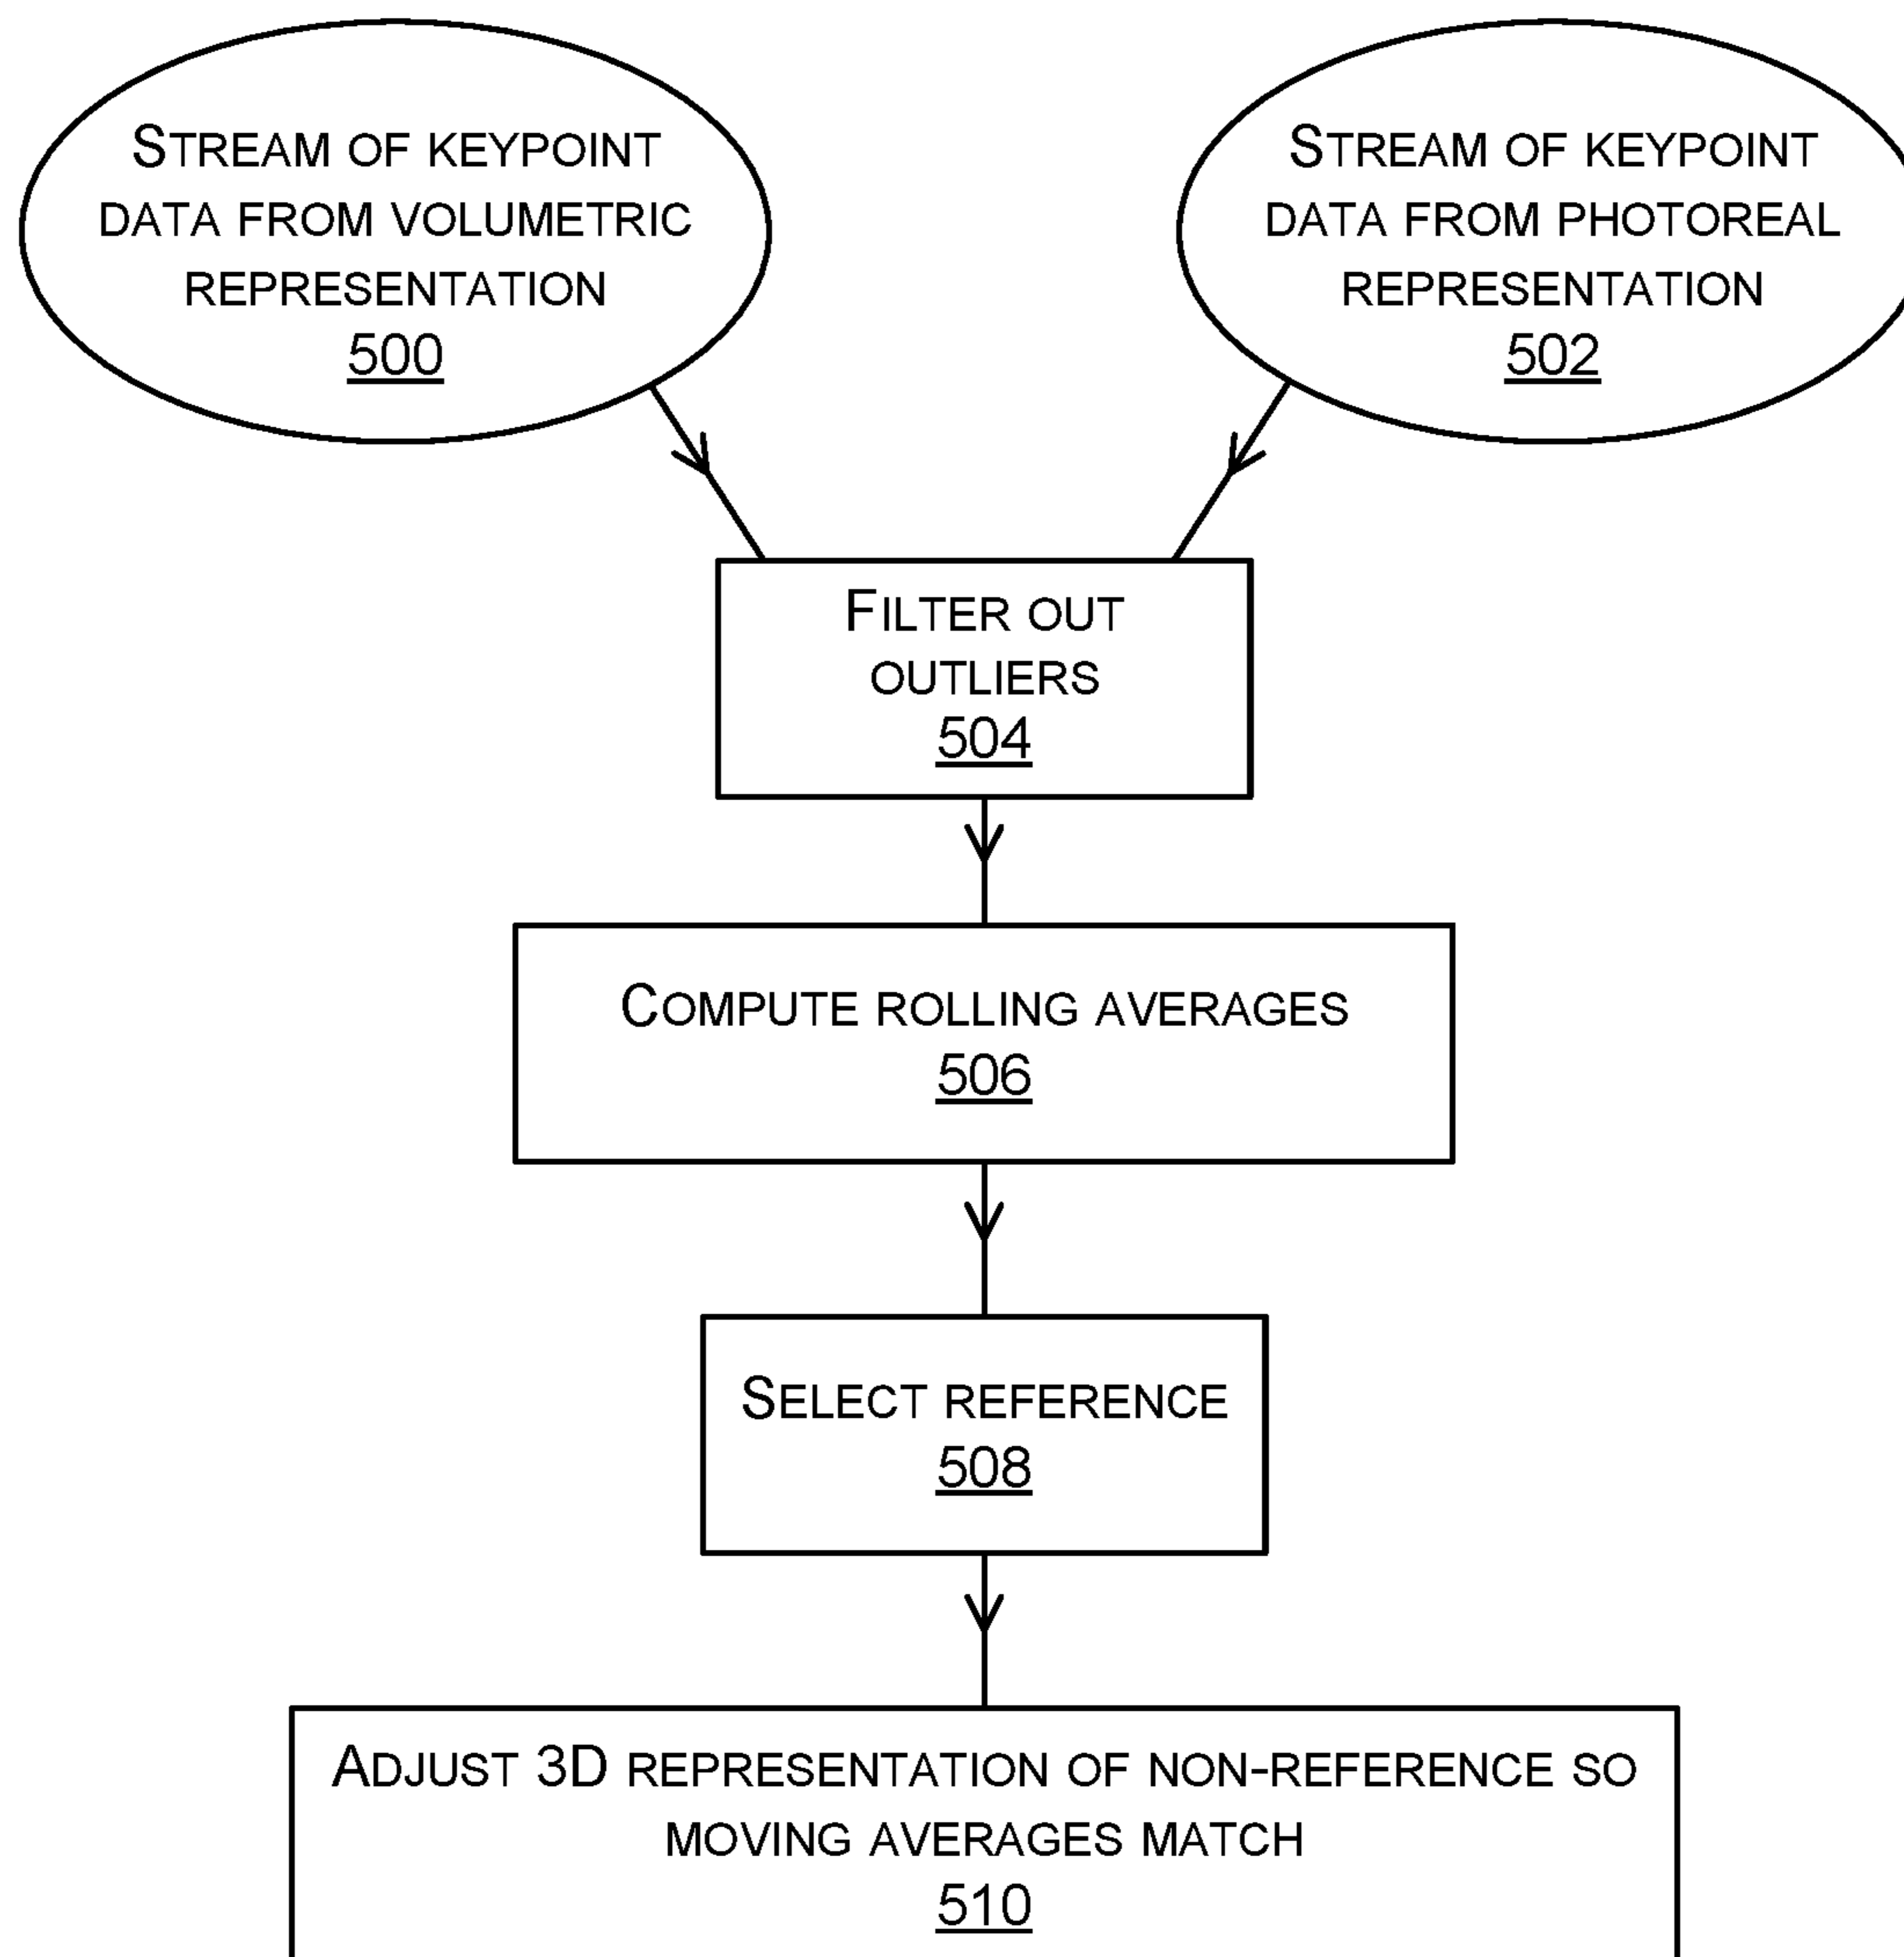 STREAM OF KEYPOINT
DATA FROM VOLUMETRIC
REPRESENTATION
500
STREAM OF KEYPOINT
DATA FROM PHOTOREAL
REPRESENTATION
502
FILTER OUT
OUTLIERS
504
COMPUTE ROLLING AVERAGES
506
SELECT REFERENCE
508
ADJUST 3D REPRESENTATION OF NON-REFERENCE SO
MOVING AVERAGES MATCH
510